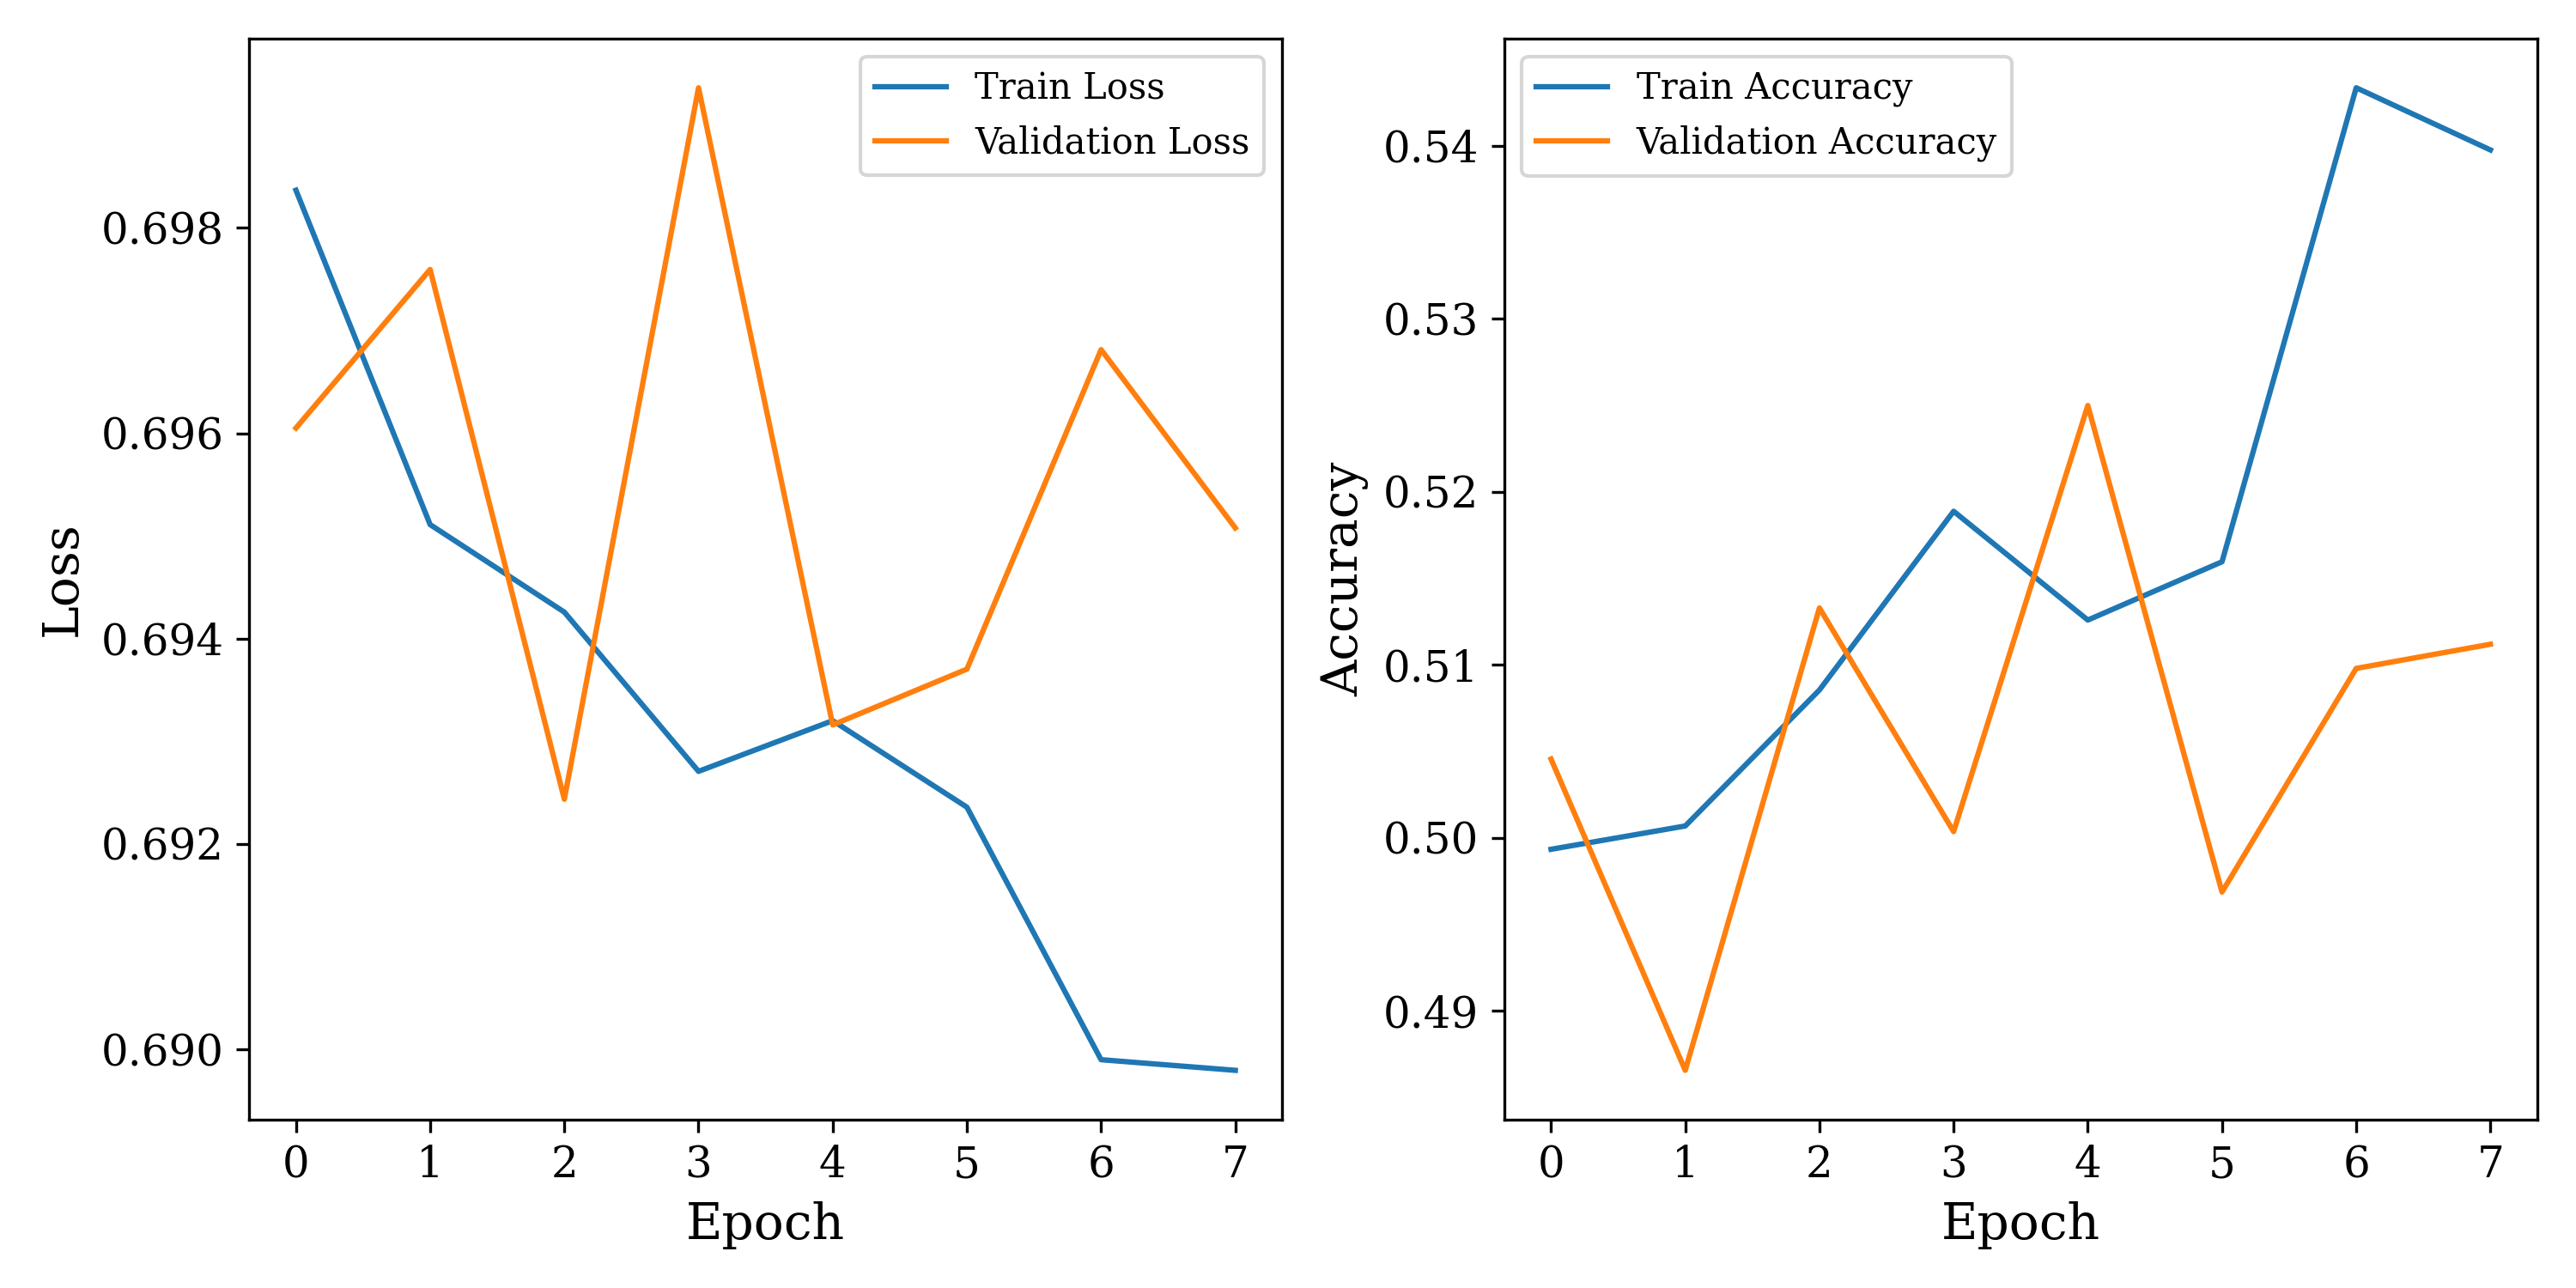 Train Loss
Validation Loss
0.698
0.696
0.694
0.692
0.690
Loss
0 1 2 3 4 5 6 7
Epoch
Train Accuracy
Validation Accuracy
0.54
0.53
0.52
0.51
0.50
0.49
Accuracy
0 1 2 3 4 5 6 7
Epoch